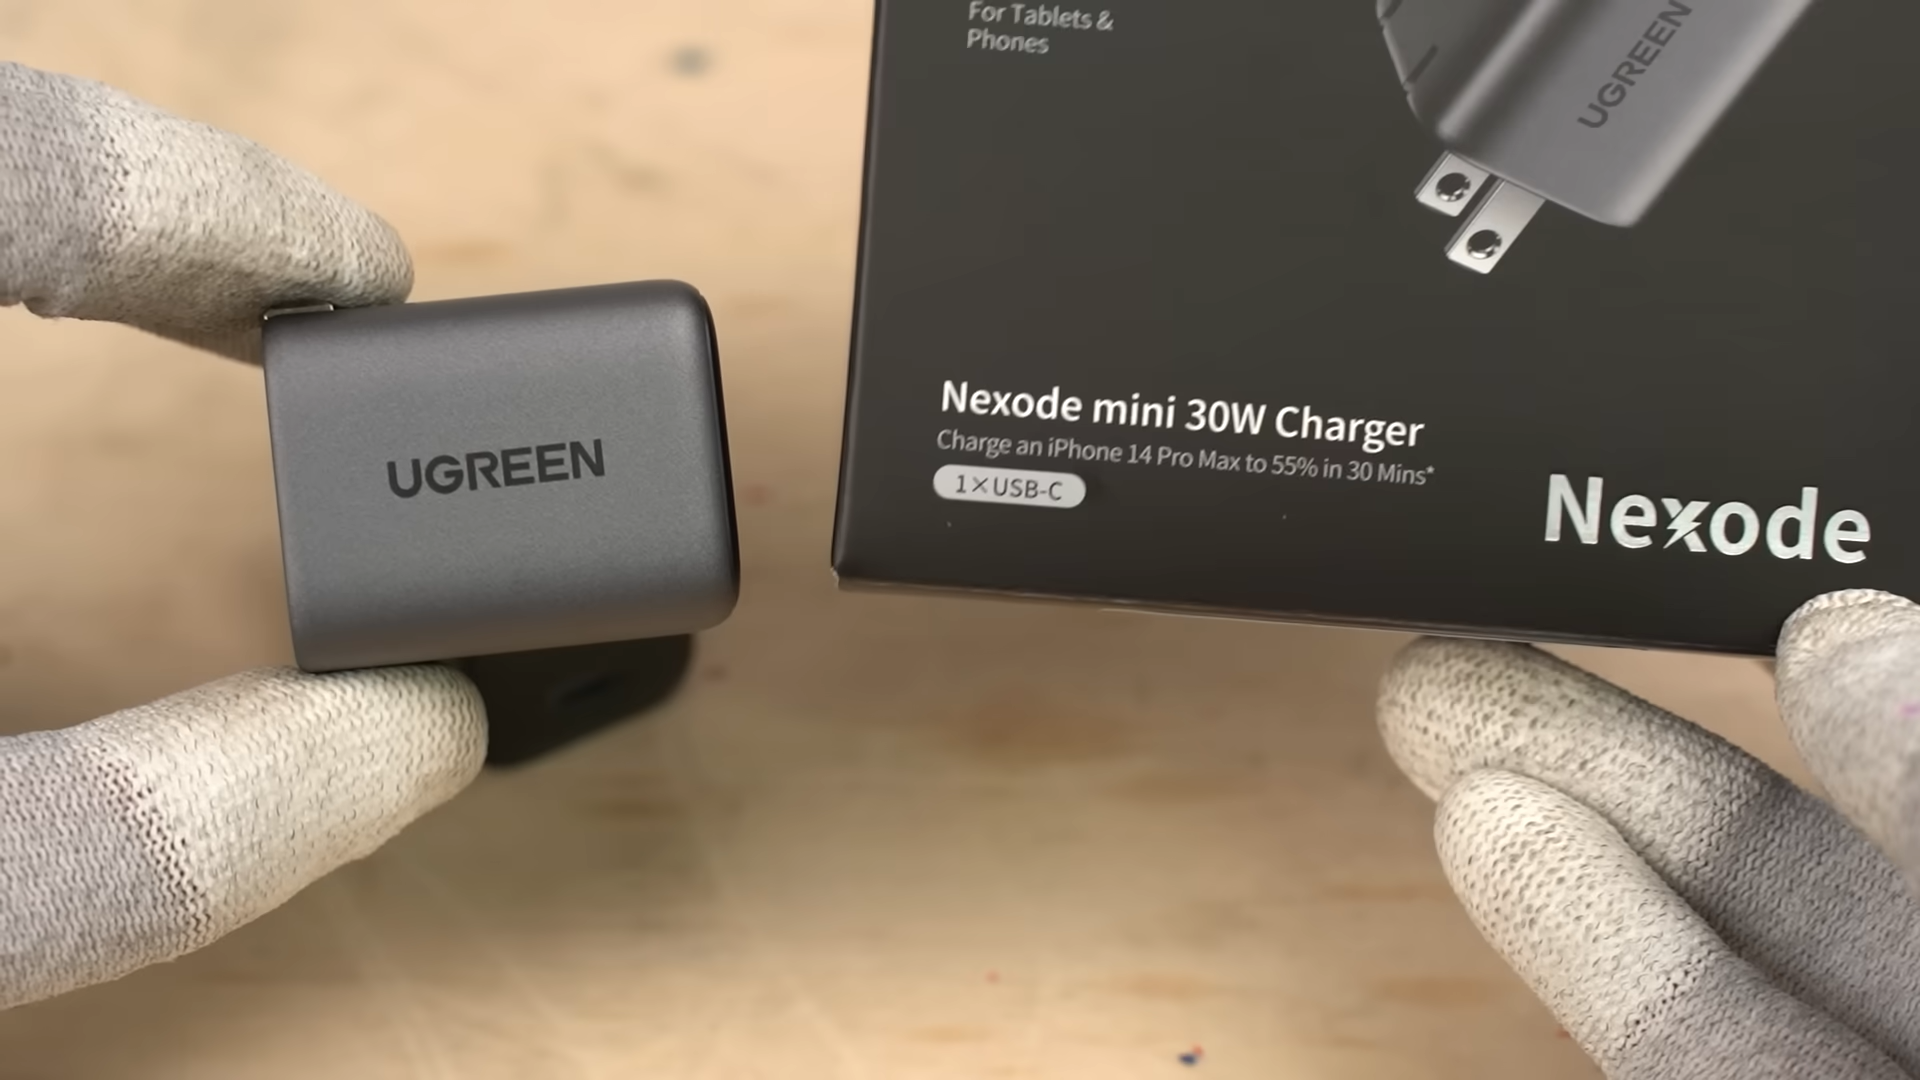 For Tablets &
Phones
UGREEN
UGREEN
Nexode mini 30W Charger
Charge an iPhone 14 Pro Max to 55% in 30 Mins*
1×USB-C
Nexode